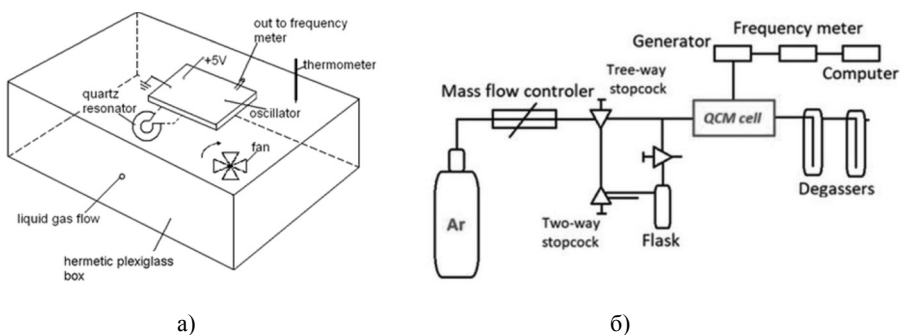 out to frequency
meter
+5V
thermometer
quartz
resonator
oscillator
fan
liquid gas flow
hermetic plexiglass
box
a)
Generator
Frequency meter
Computer
Tree-way
stopcock
Mass flow controler
QCM cell
Degassers
Ar
Two-way
stopcock
Flask
б)